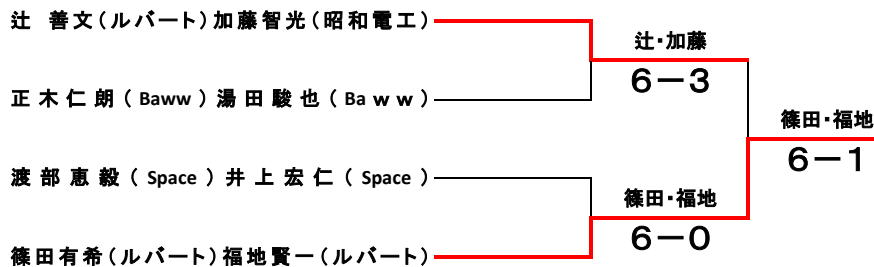 辻 善文(ルバート)加藤智光(昭和電工)
辻・加藤
6-3
正木仁朗(Baww)湯田駿也(Baww)
篠田・福地
6-1
渡部恵毅(Space)井上宏仁(Space)
篠田・福地
6-0
篠田有希(ルバート)福地賢一(ルバート)